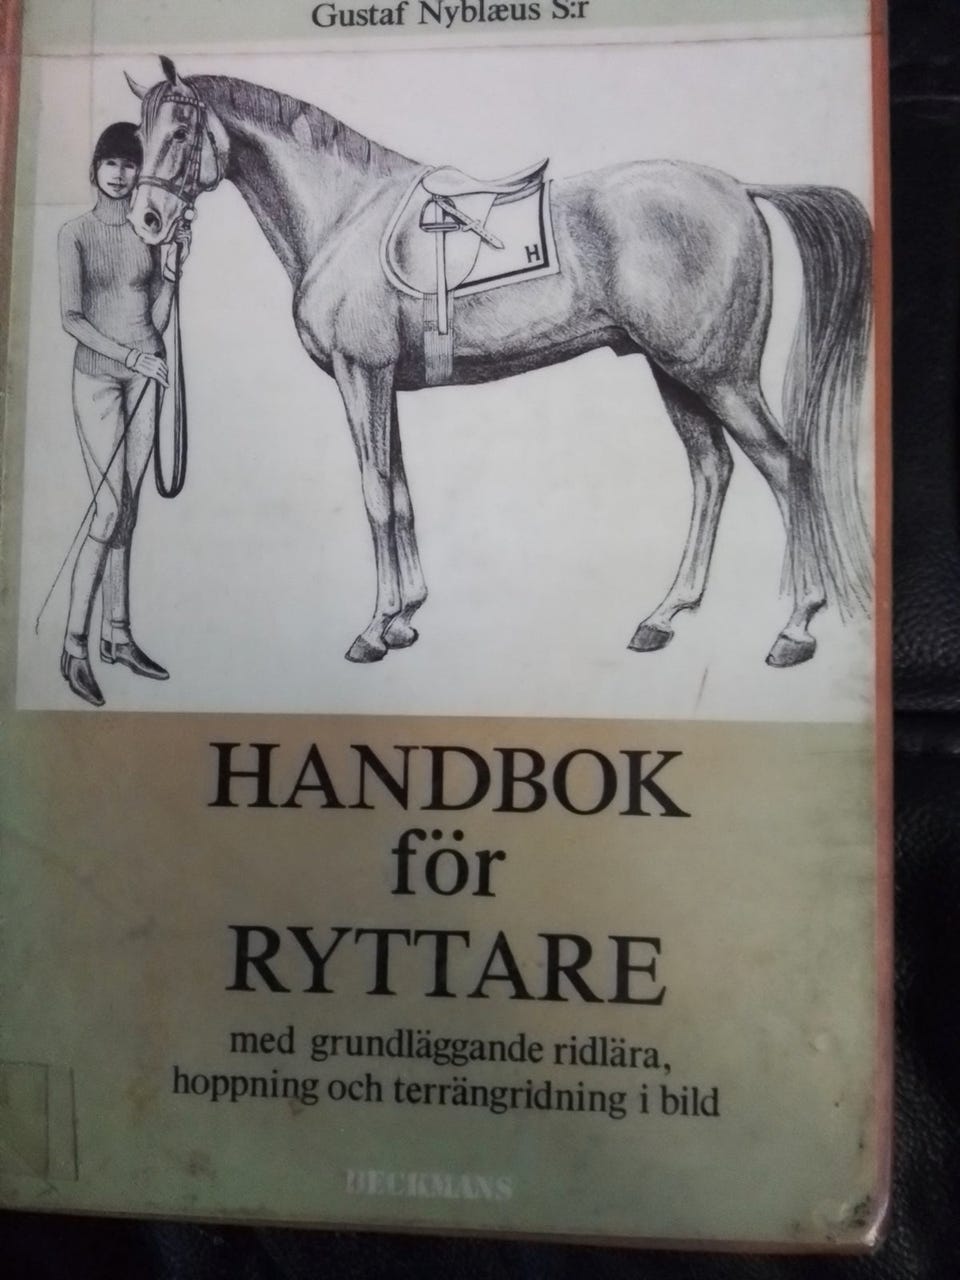 Gustaf Nyblæus S:r
H
HANDBOK
för
RYTTARE
med grundläggande ridlära,
hoppning och terrängridning i bild
BECKMANS